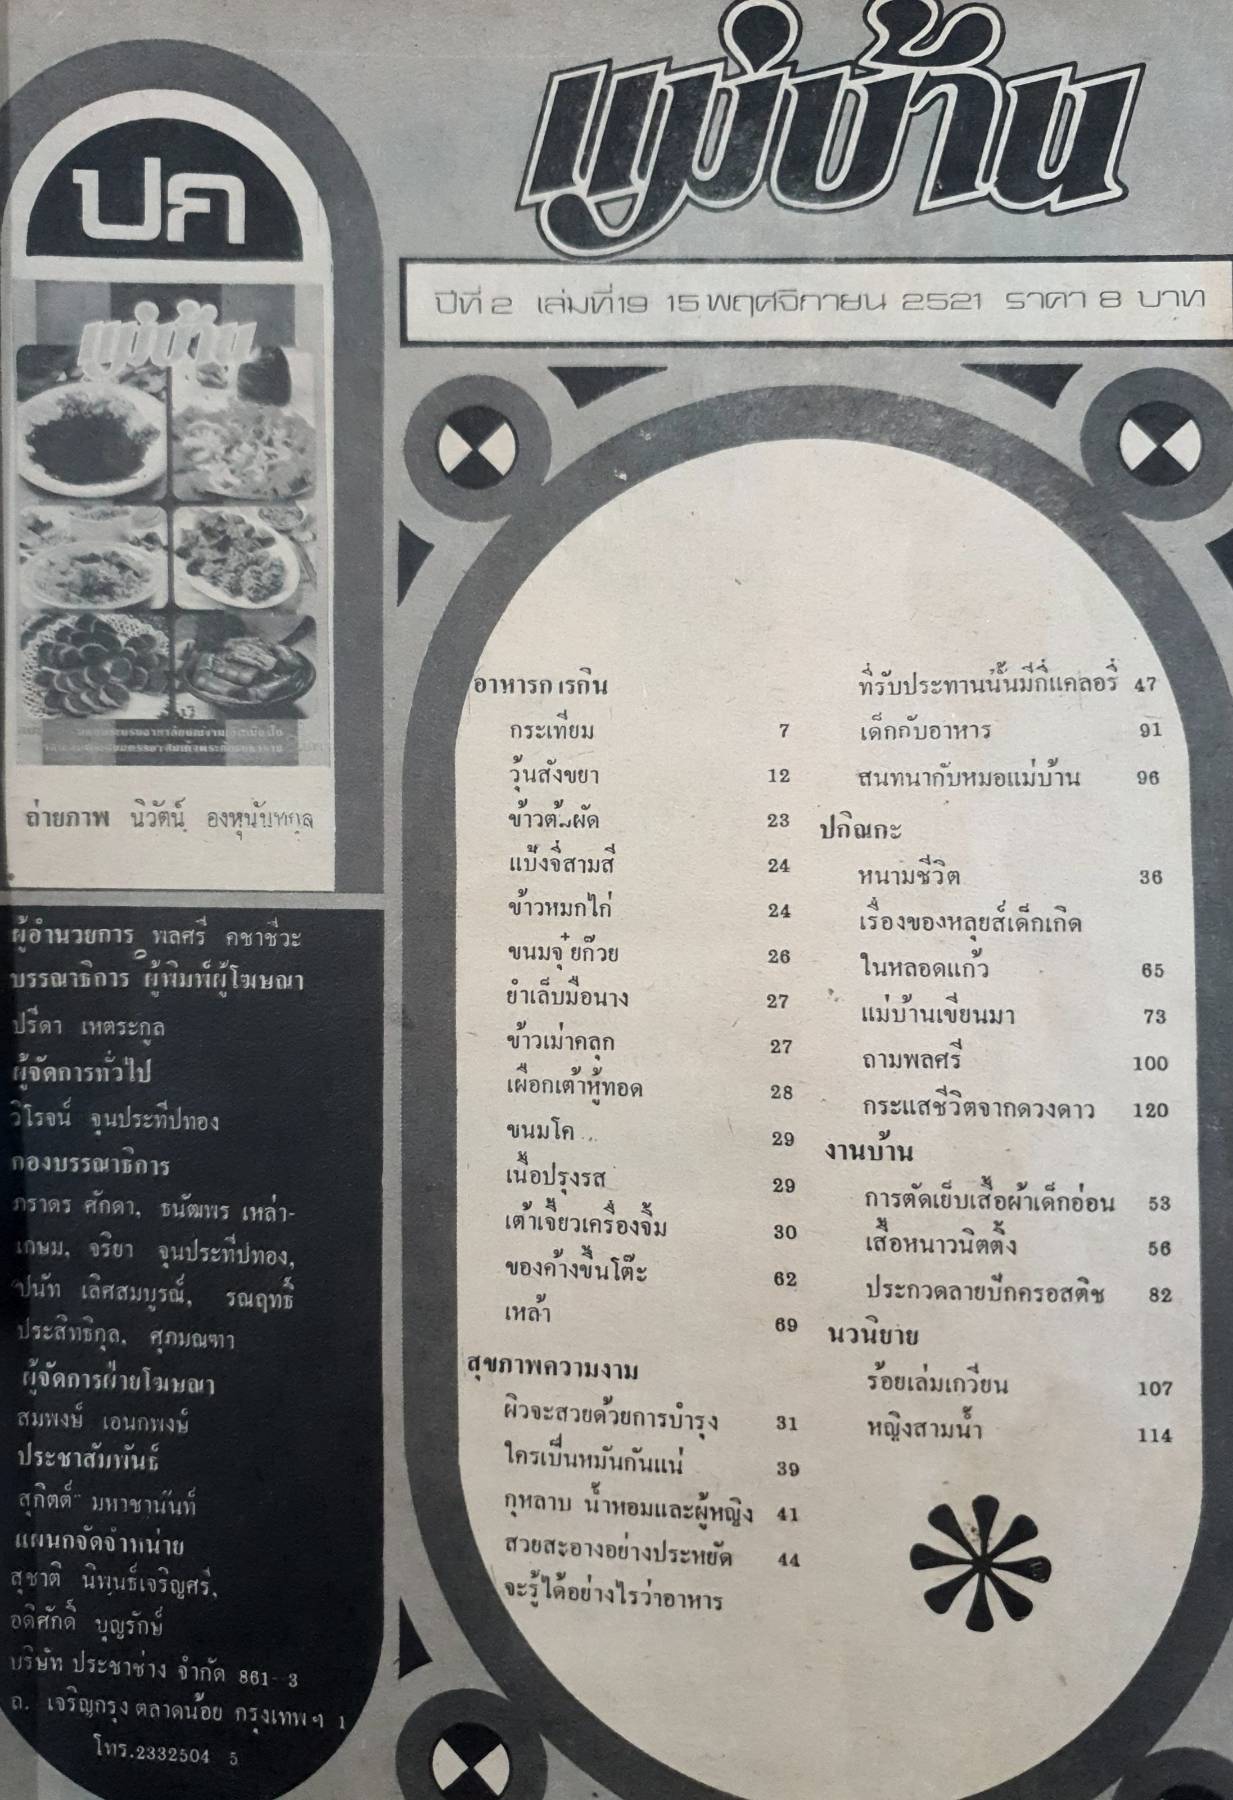 แม่บ้าน
ปีที่ 2 เล่มที่ 19 15 พฤศจิกายน 2521 ราคา 8 บาท
ปค
แม่บ้าน
ถ่ายภาพ นิวัตน์ องหุนันทกุล
ผู้อำนวยการ พลศรี คชาชีวะ
บรรณาธิการ ผู้พิมพ์ผู้โฆษณา
ปรีดา เหตระกูล
ผู้จัดการทั่วไป
วิโรจน์ จุนประทีปทอง
กองบรรณาธิการ
ภราดร ศักดา, ธนัฒพร เหล่า-
เกษม, จริยา จุนประทีปทอง,
เลิศสมบูรณ์, รณฤทธิ์
ประสิทธิกุล, ศุภมณฑา
ผู้จัดการฝ่ายโฆษณา
สมพงษ์ เอนกพงษ์
ประชาสัมพันธ์
สุกิตติ์ มหาชานันท์
แผนกจัดจำหน่าย
สุชาติ นิพนธ์เจริญศรี,
อดิศักดิ์ บุญรักษ์
บริษัท ประชาช่าง จำกัด 861-3
ถ. เจริญกรุง ตลาดน้อย กรุงเทพ ฯ 1
โทร.2332504 5
อาหารการกิน
กระเทียม 7
วุ้นสังขยา 12
ข้าวต้มผัด 23
แป้งจี่สามสี 24
ข้าวหมกไก่ 24
ขนมจุ๋ยก๊วย 26
ยำเล็บมือนาง 27
ข้าวเม่าคลุก 27
เผือกเต้าหู้ทอด 28
ขนมโค 29
เนื้อปรุงรส 29
เต้าเจี้ยวเครื่องจิ้ม 30
ของค้างขึ้นโต๊ะ 62
เหล้า 69
สุขภาพความงาม
ผิวจะสวยด้วยการบำรุง 31
ใครเป็นหมันกันแน่ 39
กุหลาบ น้ำหอมและผู้หญิง 41
สวยสะอางอย่างประหยัด 44
จะรู้ได้อย่างไรว่าอาหาร
ที่รับประทานนั้นมีกี่แคลอรี่ 47
เด็กกับอาหาร 91
สนทนากับหมอแม่บ้าน 96
ปกิณกะ
หนามชีวิต 36
เรื่องของหลุยส์เด็กเกิด
ในหลอดแก้ว 65
แม่บ้านเขียนมา 73
ถามพลศรี 100
กระแสชีวิตจากดวงดาว 120
งานบ้าน
การตัดเย็บเสื้อผ้าเด็กอ่อน 53
เสื้อหนาวนิตติ้ง 56
ประกวดลายปักครอสติช 82
นวนิยาย
ร้อยเล่มเกวียน 107
หญิงสามน้ำ 114